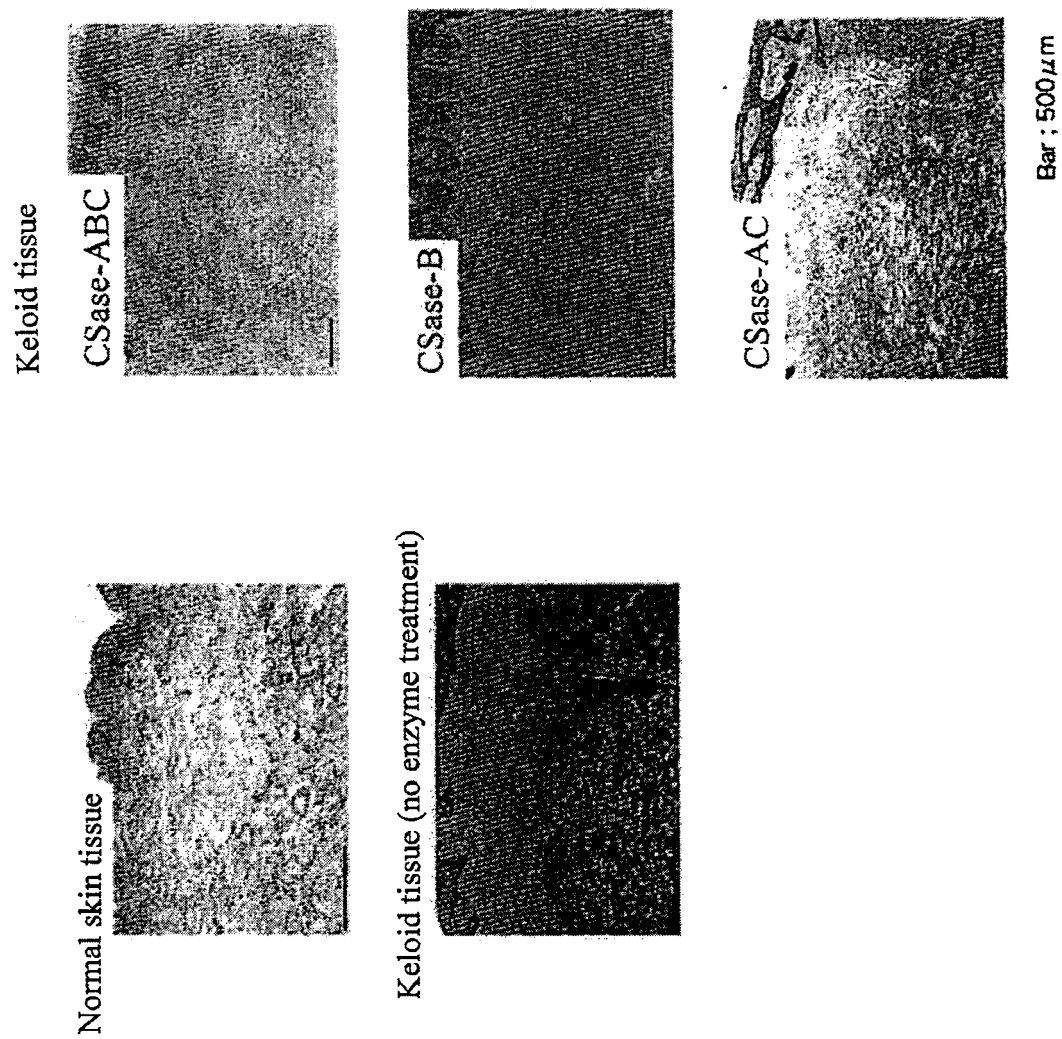 Normal skin tissue
Keloid tissue (no enzyme treatment)
Keloid tissue
CSase-ABC
CSase-B
CSase-AC
Bar ; 500μm